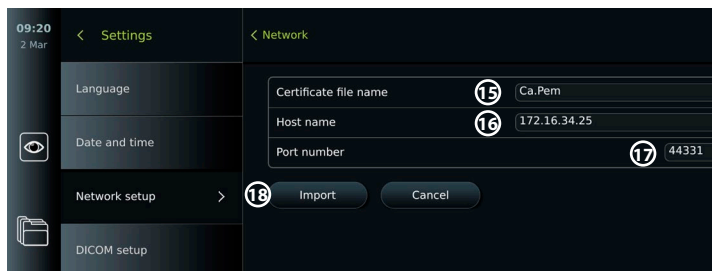 09:20
2 Mar
< Settings
< Network
Language
Date and time
Network setup >
DICOM setup
Certificate file name 15 Ca.Pem
Host name 16 172.16.34.25
Port number 17 44331
18 Import Cancel